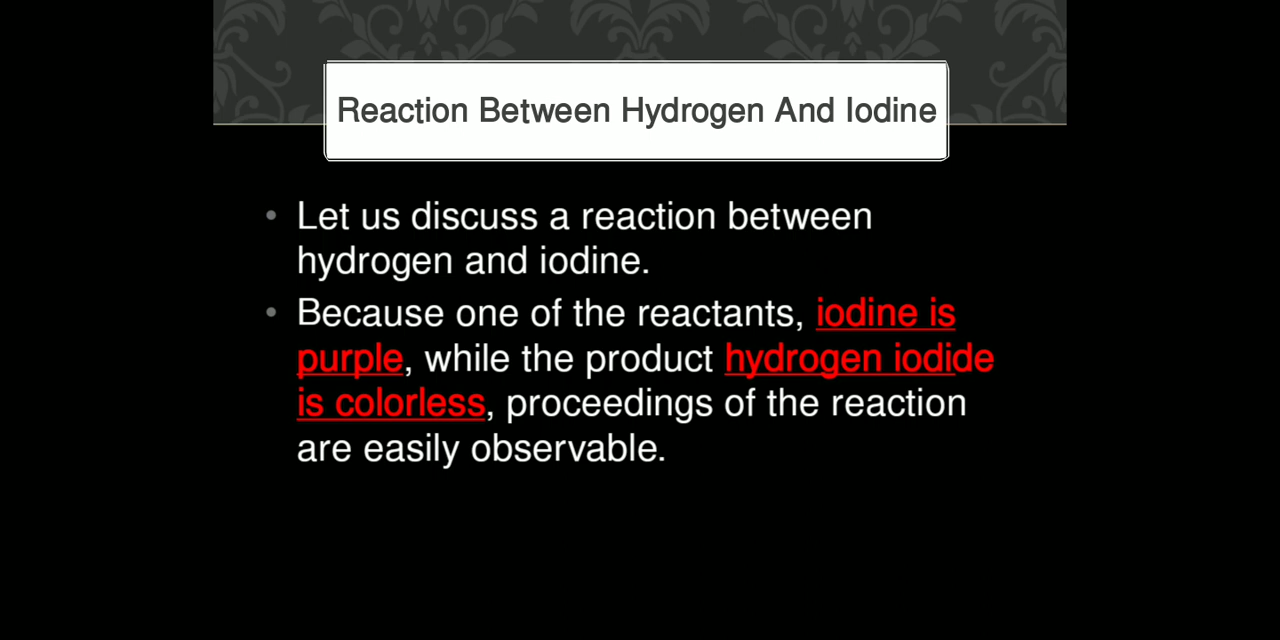 Reaction Between Hydrogen And Iodine
• Let us discuss a reaction between
hydrogen and iodine.
• Because one of the reactants, iodine is
purple, while the product hydrogen iodide
is colorless, proceedings of the reaction
are easily observable.